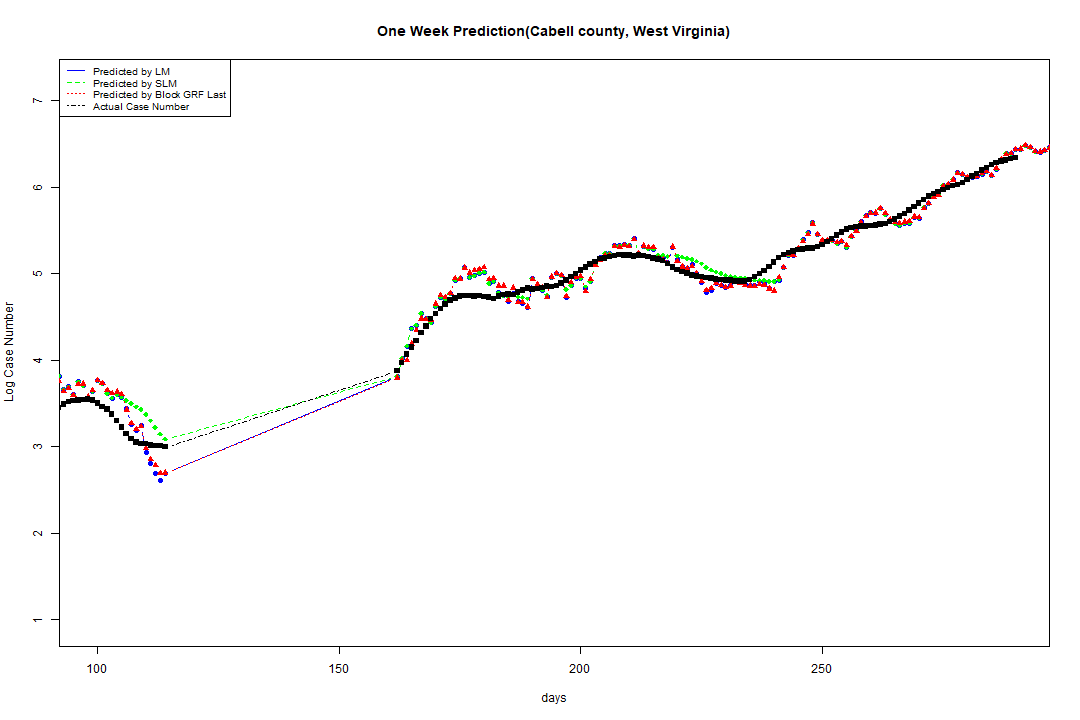 One Week Prediction(Cabell county, West Virginia)
Predicted by LM
Predicted by SLM
Predicted by Block GRF Last
Actual Case Number
7
6
5
4
3
2
1
Log Case Number
100 150 200 250
days